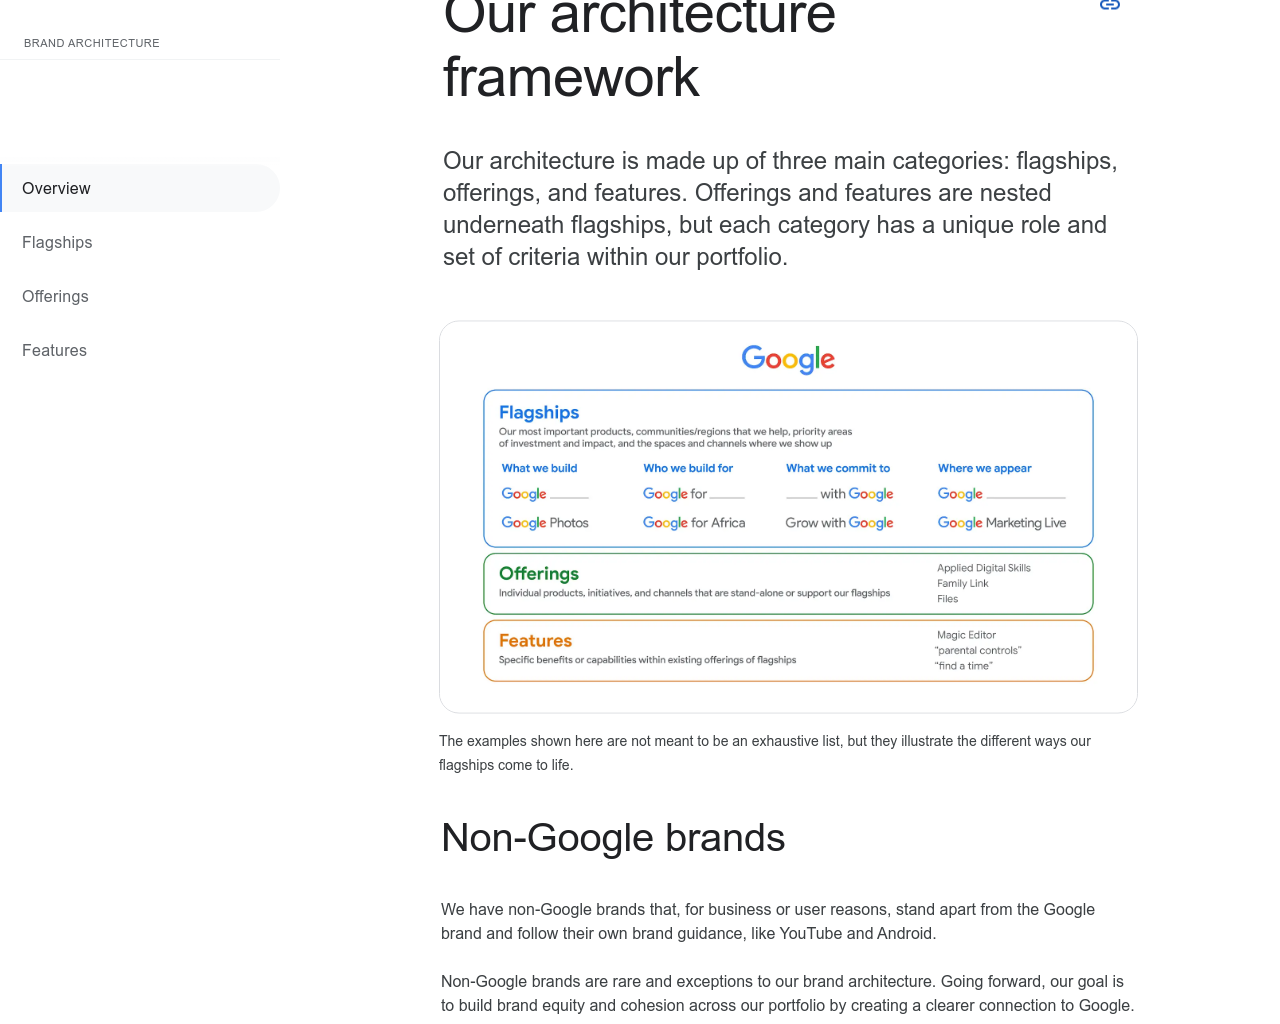 BRAND ARCHITECTURE
Overview
Flagships
Offerings
Features
Our architecture
framework
Our architecture is made up of three main categories: flagships,
offerings, and features. Offerings and features are nested
underneath flagships, but each category has a unique role and
set of criteria within our portfolio.
Google
Flagships
Our most important products, communities/regions that we help, priority areas
of investment and impact, and the spaces and channels where we show up
What we build
Google ______
Google Photos
Who we build for
Google for ______
Google for Africa
What we commit to
_____ with Google
Grow with Google
Where we appear
Google ____________
Google Marketing Live
Offerings
Individual products, initiatives, and channels that are stand-alone or support our flagships
Applied Digital Skills
Family Link
Files
Features
Specific benefits or capabilities within existing offerings of flagships
Magic Editor
"parental controls"
"find a time"
The examples shown here are not meant to be an exhaustive list, but they illustrate the different ways our
flagships come to life.
Non-Google brands
We have non-Google brands that, for business or user reasons, stand apart from the Google
brand and follow their own brand guidance, like YouTube and Android.
Non-Google brands are rare and exceptions to our brand architecture. Going forward, our goal is
to build brand equity and cohesion across our portfolio by creating a clearer connection to Google.